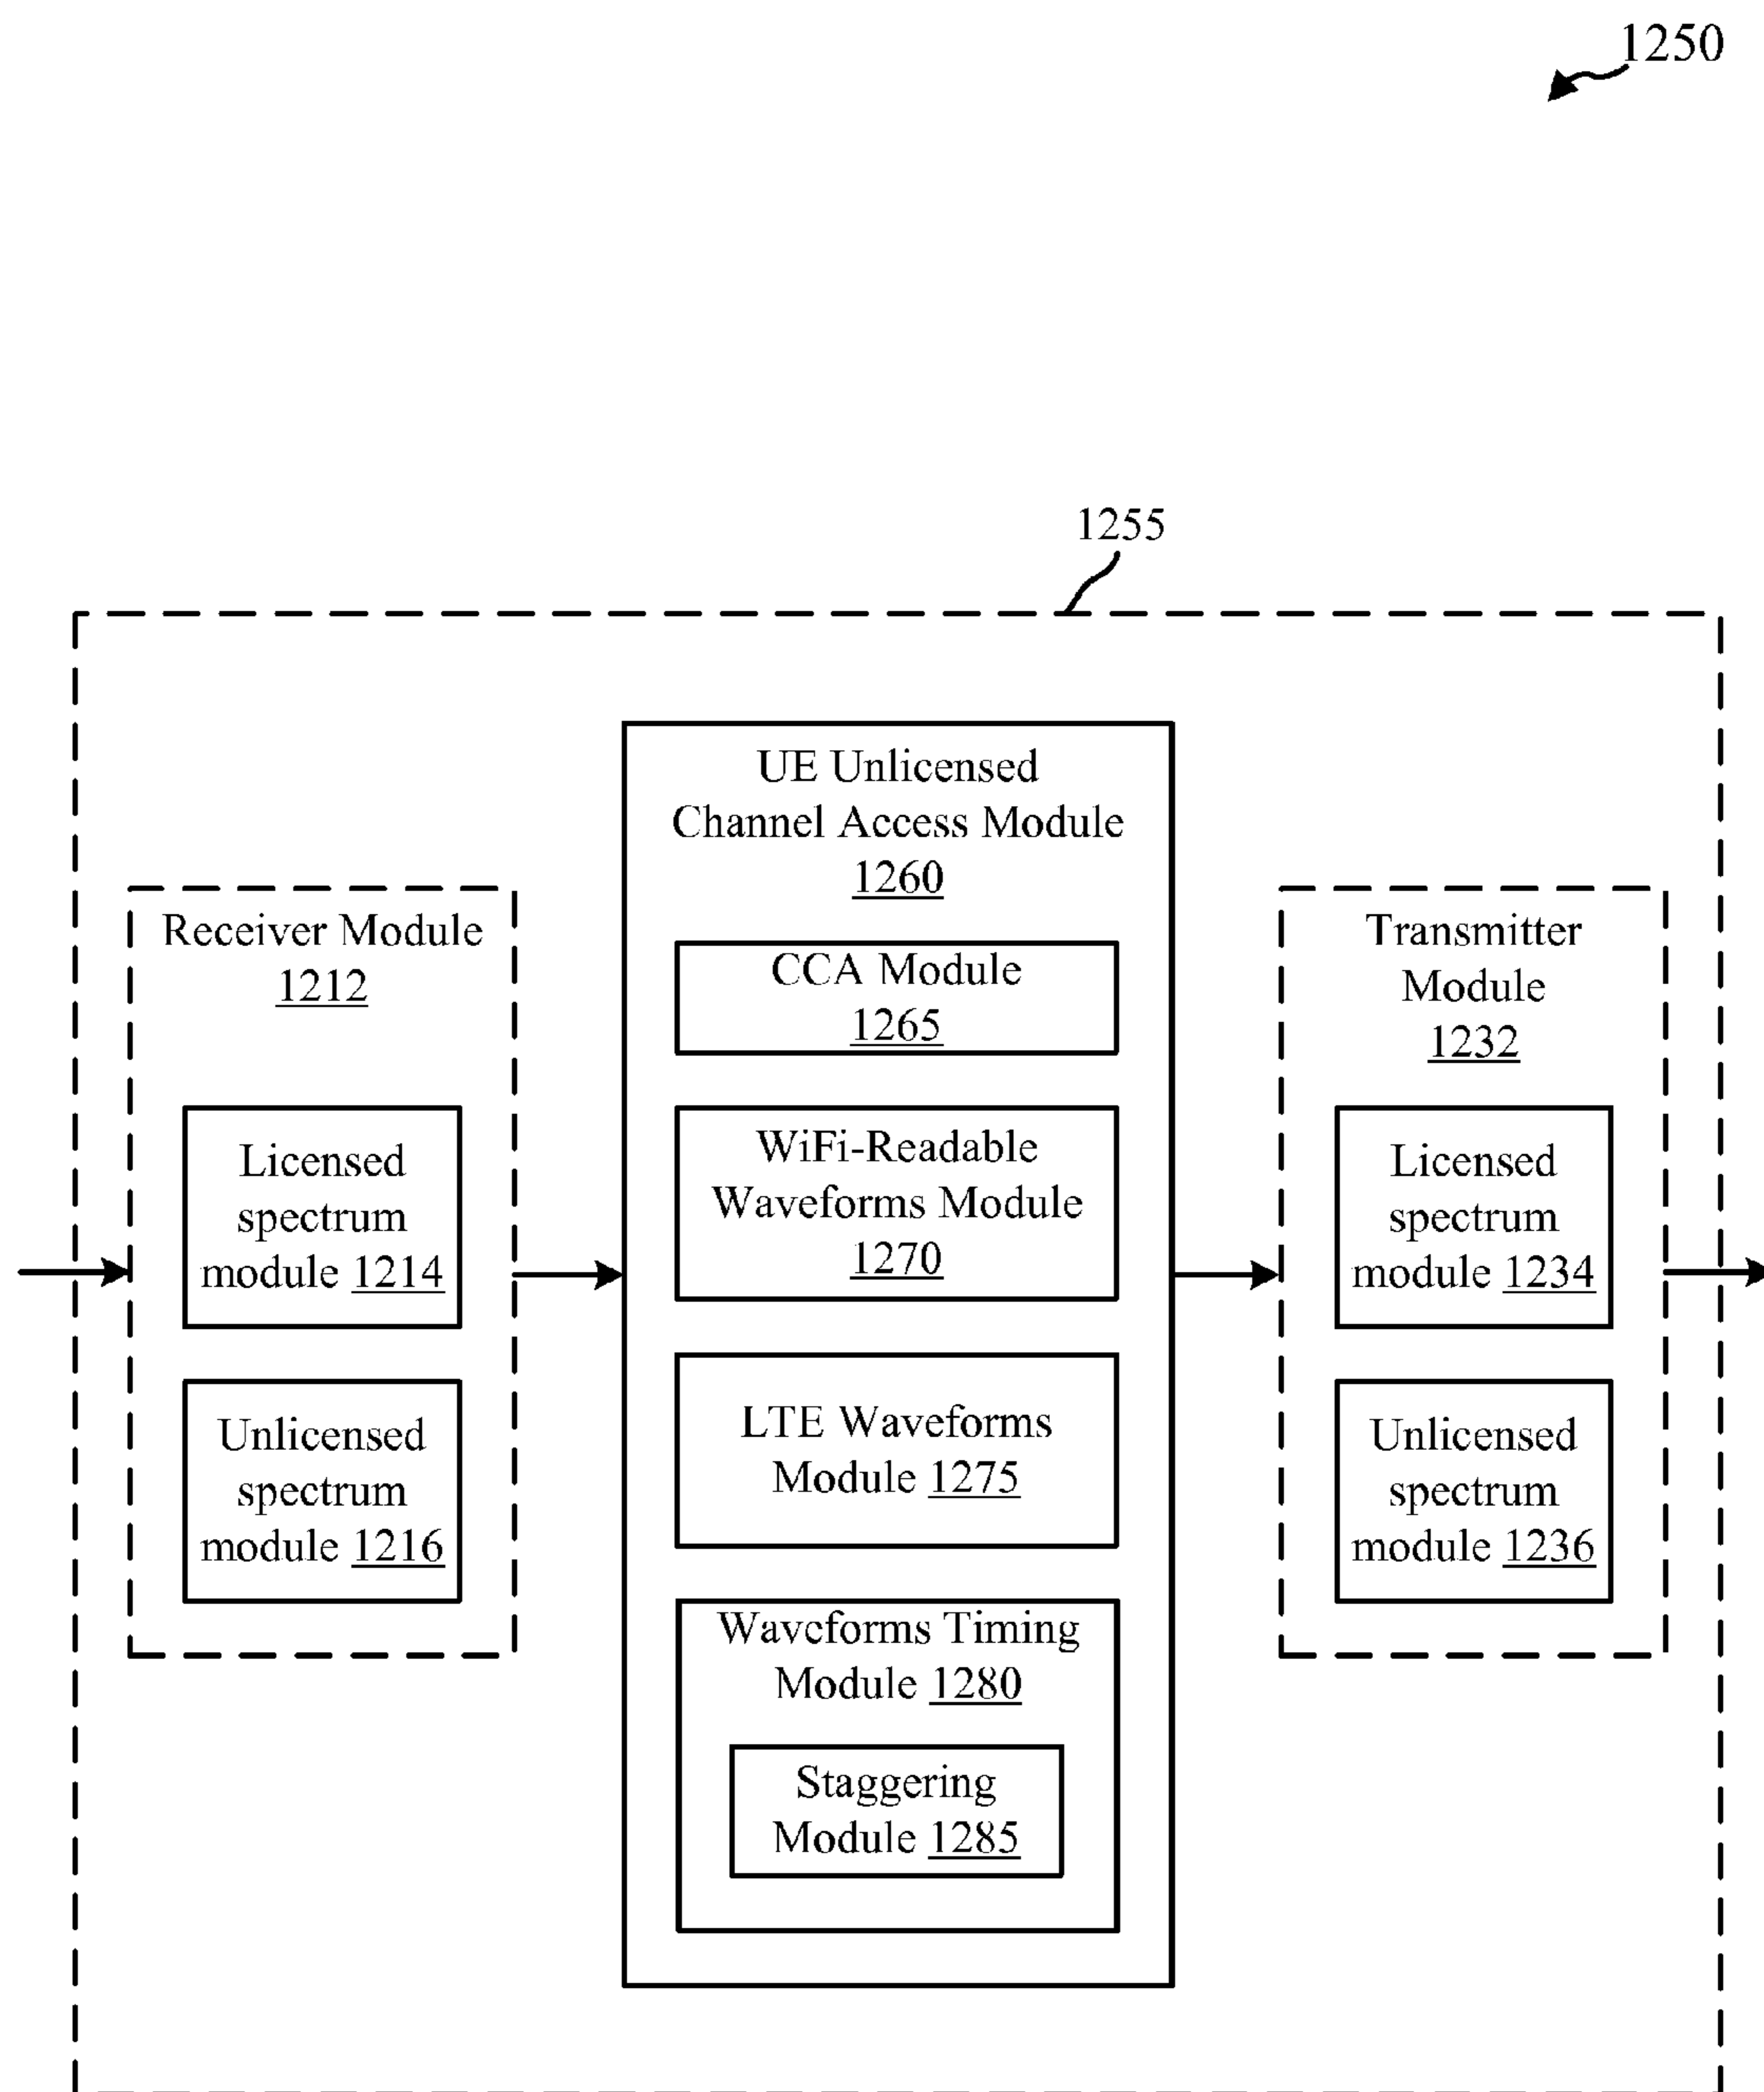 1250
1255
Receiver Module
1212
Licensed
spectrum
module 1214
Unlicensed
spectrum
module 1216
UE Unlicensed
Channel Access Module
1260
CCA Module
1265
WiFi-Readable
Waveforms Module
1270
LTE Waveforms
Module 1275
Waveforms Timing
Module 1280
Staggering
Module 1285
Transmitter
Module
1232
Licensed
spectrum
module 1234
Unlicensed
spectrum
module 1236